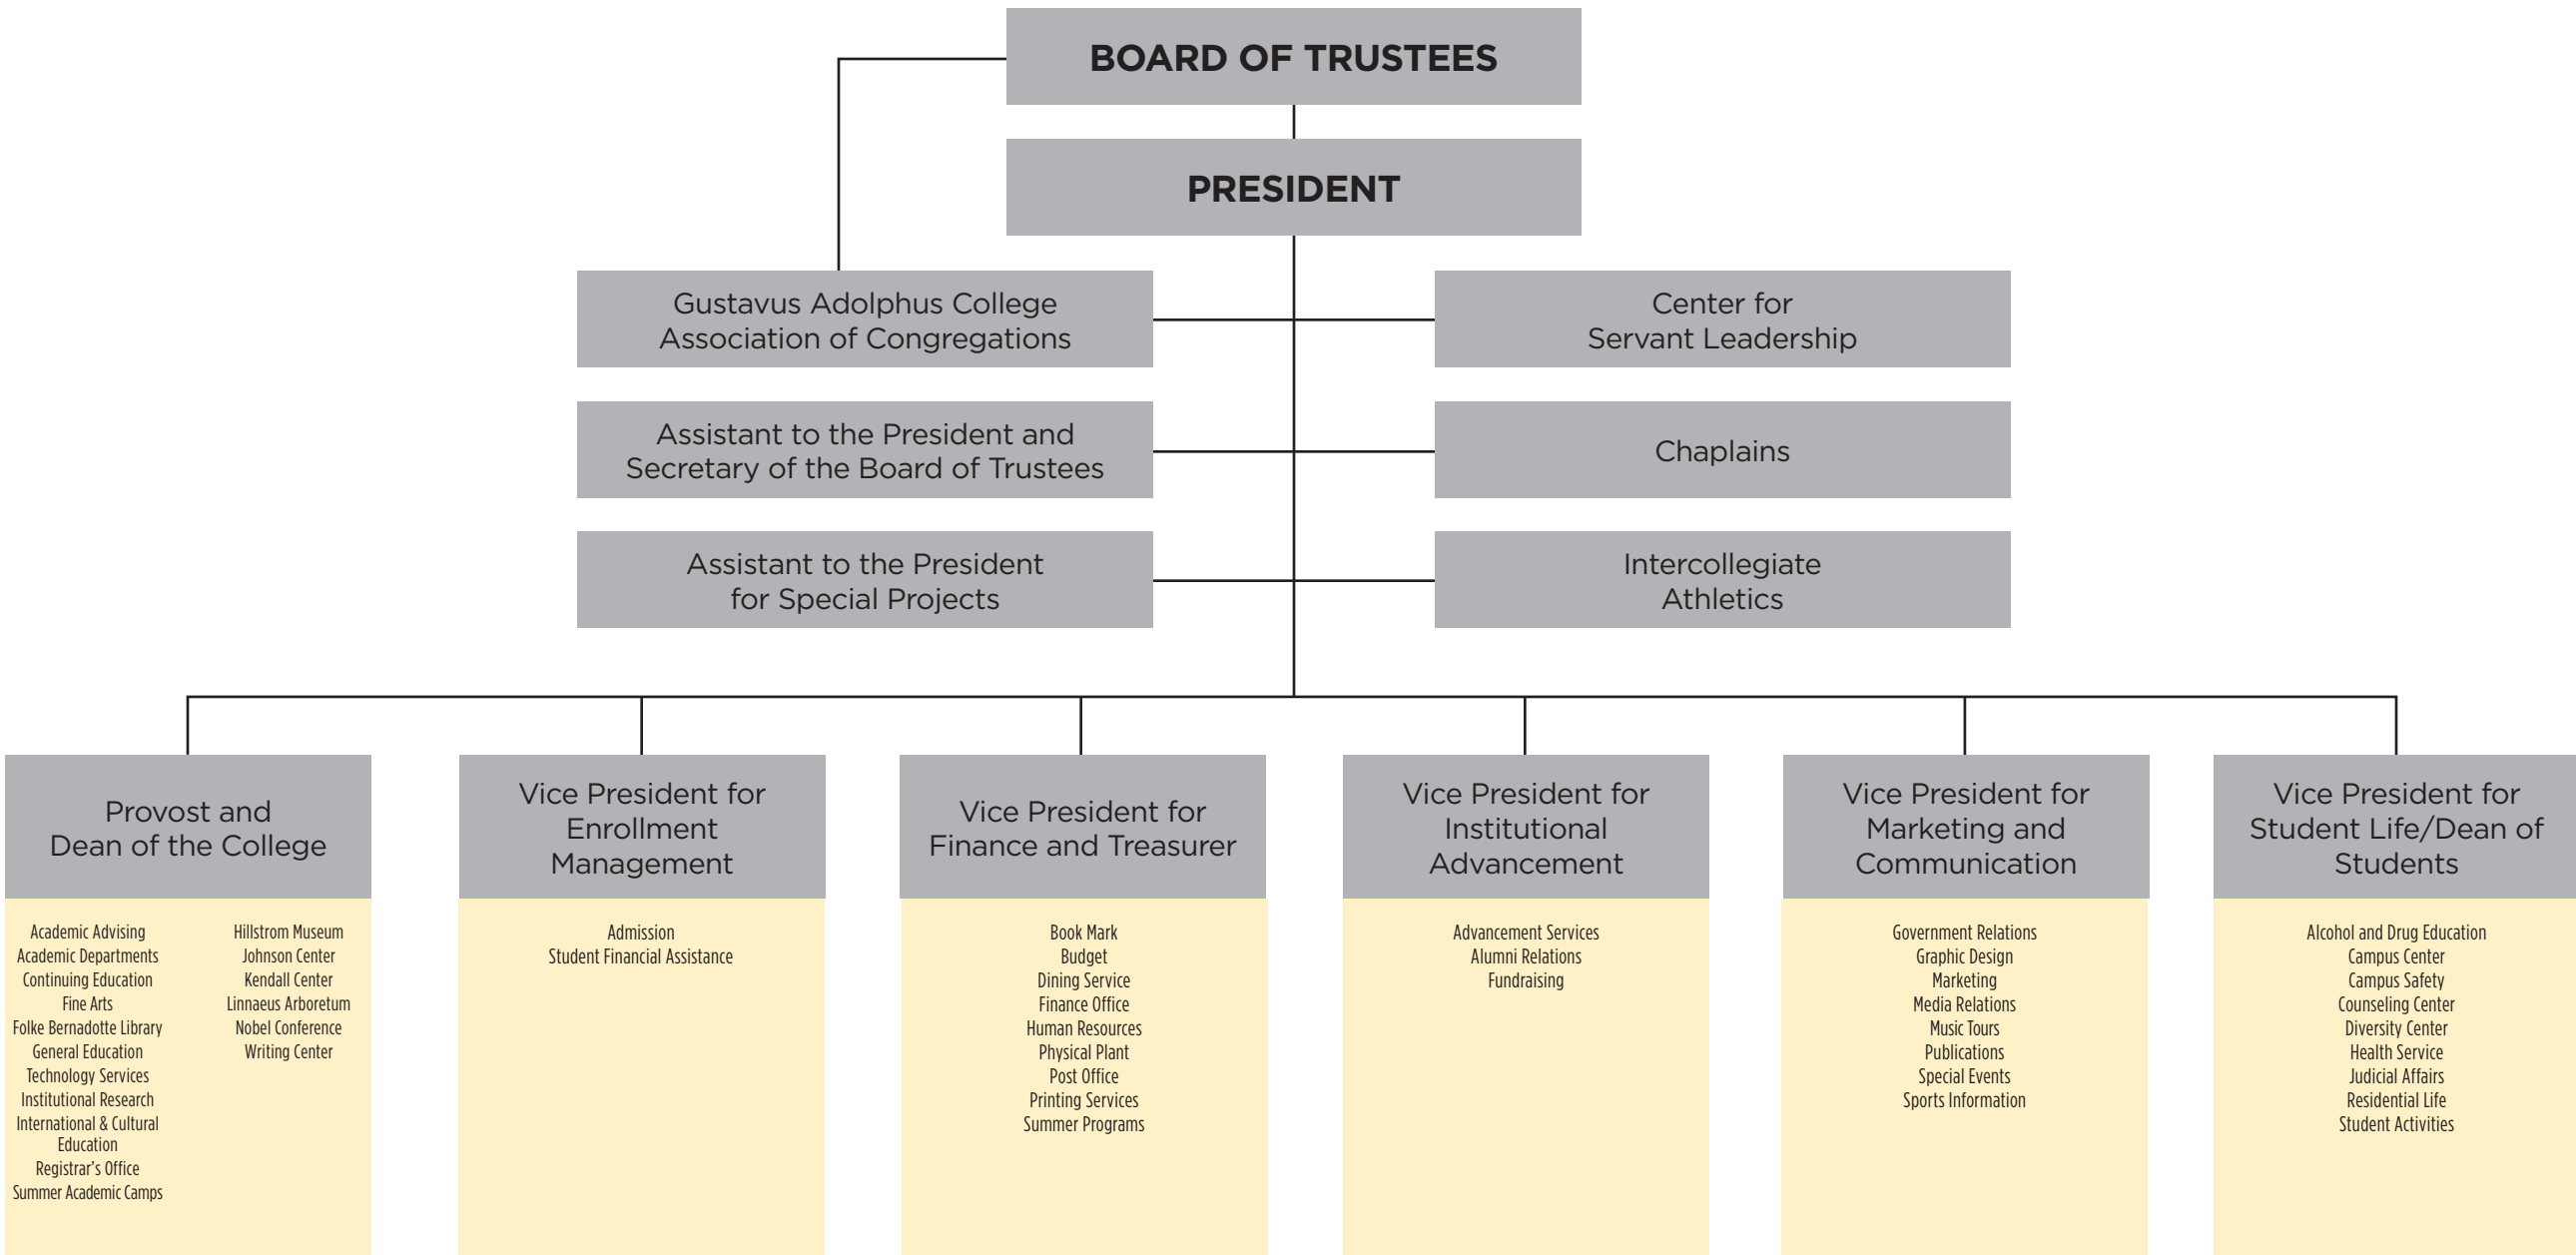 BOARD OF TRUSTEES
PRESIDENT
Gustavus Adolphus College
Association of Congregations
Center for
Servant Leadership
Assistant to the President and
Secretary of the Board of Trustees
Chaplains
Assistant to the President
for Special Projects
Intercollegiate
Athletics
Provost and
Dean of the College
Academic Advising
Academic Departments
Continuing Education
Fine Arts
Folke Bernadotte Library
General Education
Technology Services
Institutional Research
International & Cultural
Education
Registrar's Office
Summer Academic Camps
Hillstrom Museum
Johnson Center
Kendall Center
Linnaeus Arboretum
Nobel Conference
Writing Center
Vice President for
Enrollment
Management
Admission
Student Financial Assistance
Vice President for
Finance and Treasurer
Book Mark
Budget
Dining Service
Finance Office
Human Resources
Physical Plant
Post Office
Printing Services
Summer Programs
Vice President for
Institutional
Advancement
Advancement Services
Alumni Relations
Fundraising
Vice President for
Marketing and
Communication
Government Relations
Graphic Design
Marketing
Media Relations
Music Tours
Publications
Special Events
Sports Information
Vice President for
Student Life/Dean of
Students
Alcohol and Drug Education
Campus Center
Campus Safety
Counseling Center
Diversity Center
Health Service
Judicial Affairs
Residential Life
Student Activities